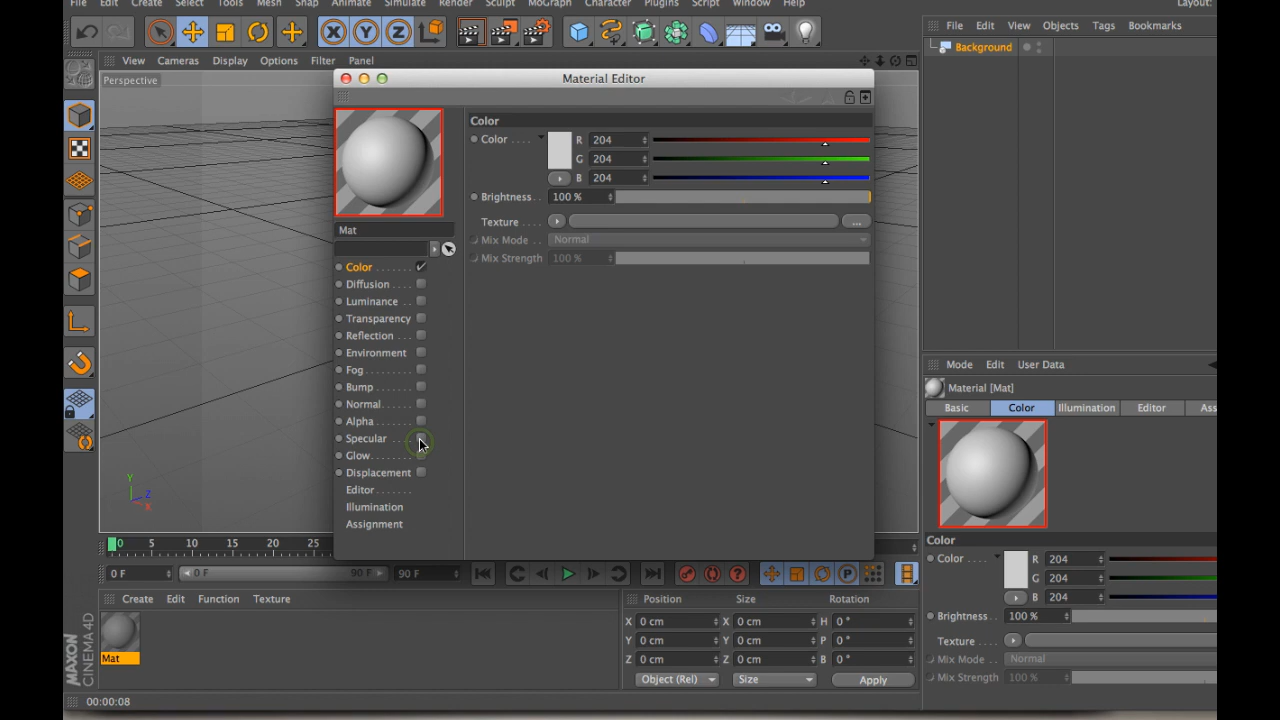 File Edit Create Select Tools Mesh Snap Animate Simulate Render Sculpt MoGraph Character Plugins Script Window Help Layout:
File Edit View Objects Tags Bookmarks
Background
View Cameras Display Options Filter Panel
Perspective
Material Editor
Color
Color .... R 204
G 204
B 204
Brightness . . 100 %
Texture ....
Mix Mode .. Normal
Mix Strength 100 %
Mat
Color ........
Diffusion ....
Luminance ..
Transparency
Reflection ...
Environment
Fog ..........
Bump ........
Normal ......
Alpha ........
Specular ....
Glow..
Displacement
Editor ........
Illumination
Assignment
Y
Z
X
0 5 10 15 20 25
0 F 0 F 90 F 90 F
Create Edit Function Texture
Mat
MAXON
CINEMA 4D
Position Size Rotation
X 0 cm X 0 cm H 0 °
Y 0 cm Y 0 cm P 0 °
Z 0 cm Z 0 cm B 0 °
Object (Rel) Size Apply
00:00:08
Mode Edit User Data
Material [Mat]
Basic Color Illumination Editor Ass
Color
Color .... R 204
G 204
B 204
Brightness . . 100 %
Texture ....
Mix Mode .. Normal
Mix Strength 100 %